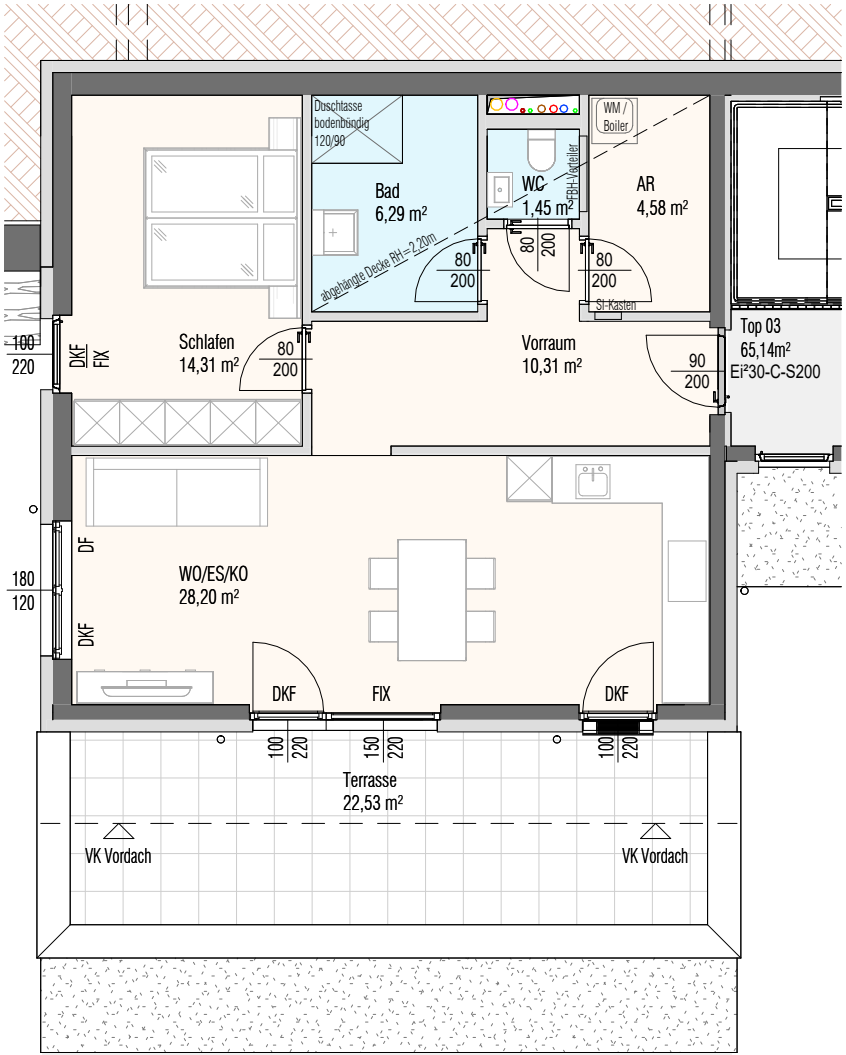 Duschtasse
bodenbündig
120/90
WM /
Boiler
Bad
6,29 m²
WC
1,45 m²
FBH-Verteiler
AR
4,58 m²
abgehängte Decke RH=2.20m
80
200
80
200
80
200
SI-Kasten
100
220
DKF
FIX
Schlafen
14,31 m²
80
200
Vorraum
10,31 m²
90
200
Top 03
65,14m²
Ei²30-C-S200
180
120
DF
DKF
WO/ES/KO
28,20 m²
DKF
FIX
DKF
100
220
150
220
100
220
Terrasse
22,53 m²
VK Vordach
VK Vordach